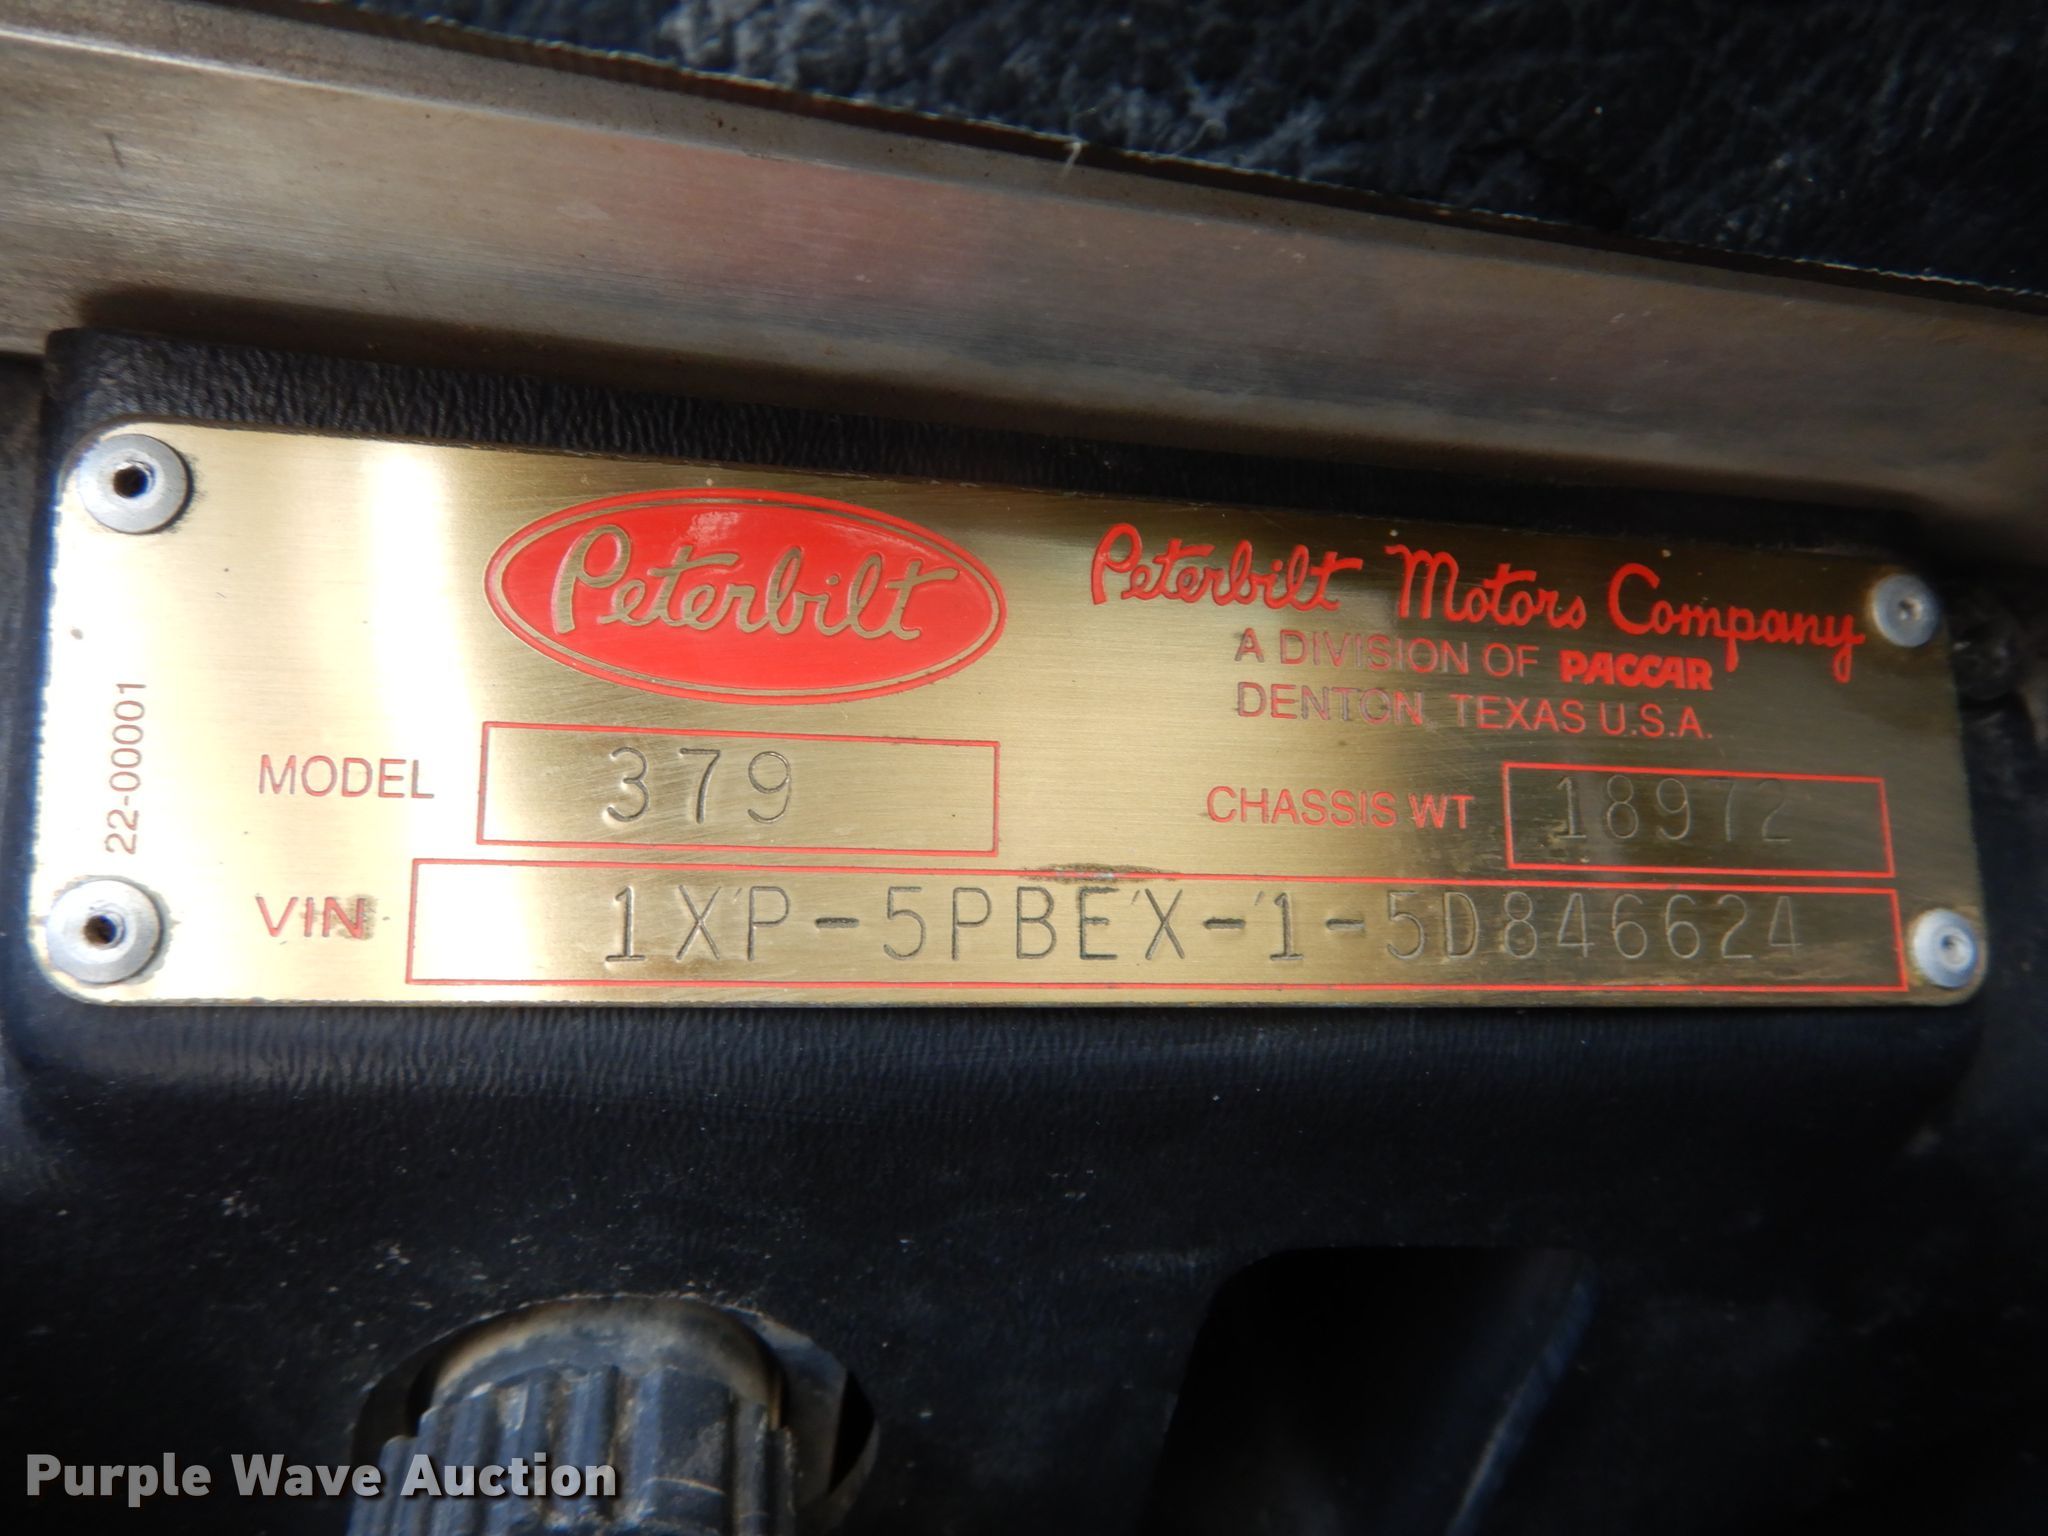 Peterbilt
Peterbilt Motors Company
A DIVISION OF PACCAR
DENTON, TEXAS U.S.A.
22-00001
MODEL 379
CHASSIS WT 18972
VIN 1XP-5PBEX-1-5D846624
Purple Wave Auction